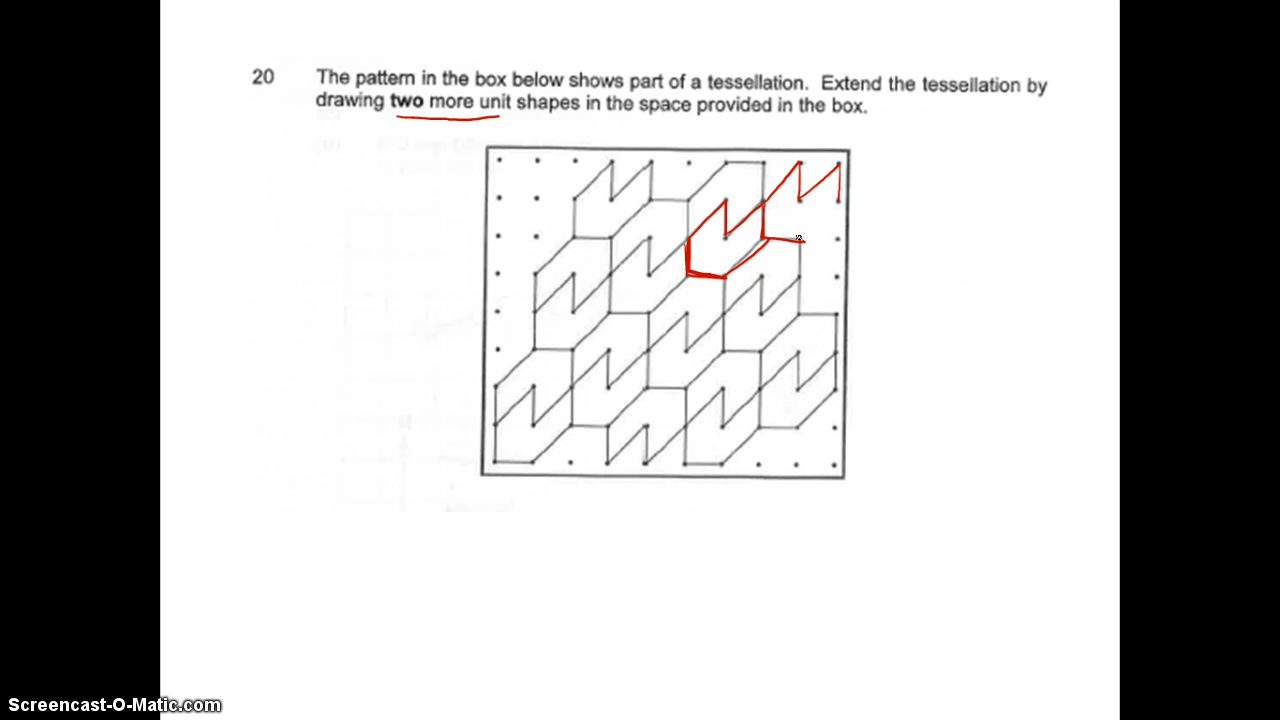 20 The pattern in the box below shows part of a tessellation. Extend the tessellation by
drawing two more unit shapes in the space provided in the box.
Screencast-O-Matic.com